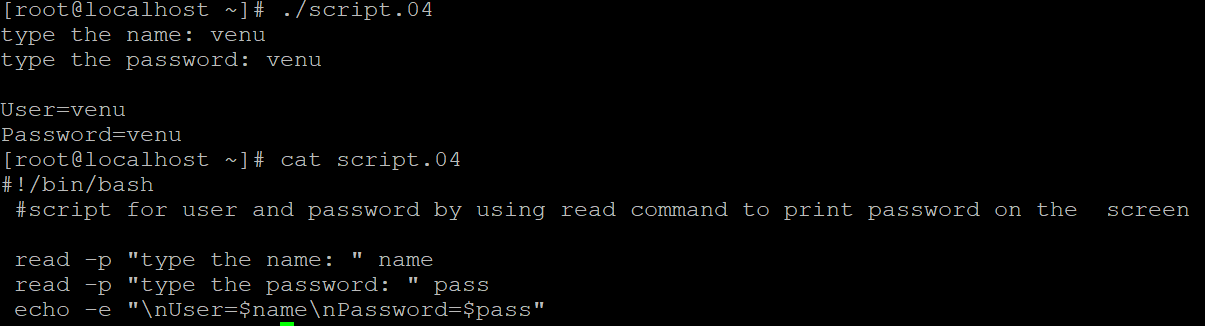 [root@localhost ~]# ./script.04
type the name: venu
type the password: venu

User=venu
Password=venu
[root@localhost ~]# cat script.04
#!/bin/bash
 #script for user and password by using read command to print password on the  screen

 read -p "type the name: " name
 read -p "type the password: " pass
 echo -e "\nUser=$name\nPassword=$pass"